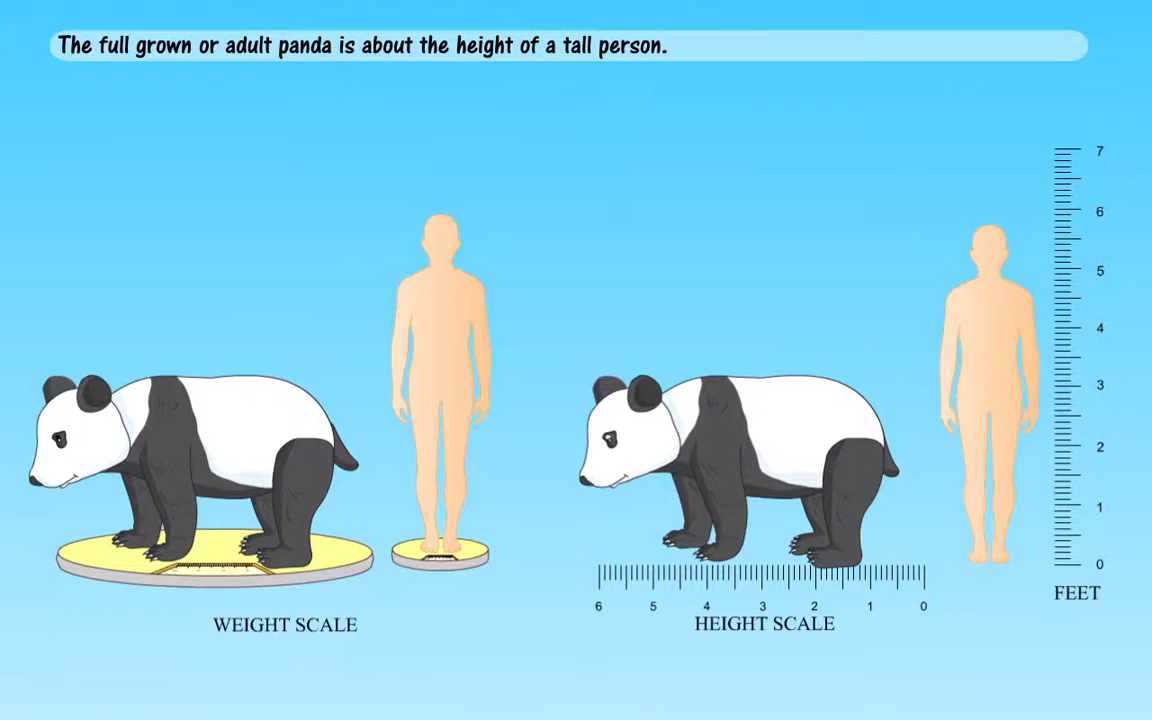 The full grown or adult panda is about the height of a tall person.
7
6
5
4
3
2
1
0
FEET
6 5 4 3 2 1 0
WEIGHT SCALE
HEIGHT SCALE